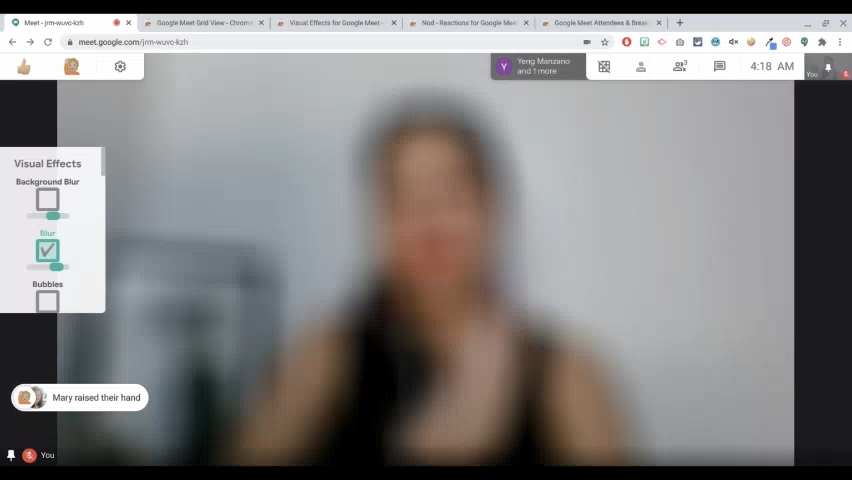 Meet - jrm-wuvc-kzh
Google Meet Grid View - Chrom
Visual Effects for Google Meet -
Nod - Reactions for Google Meet
Google Meet Attendees & Break
meet.google.com/jrm-wuvc-kzh
Y
Yeng Manzano
and 1 more
3
4:18 AM
You
Visual Effects
Background Blur
Blur
Bubbles
Mary raised their hand
You